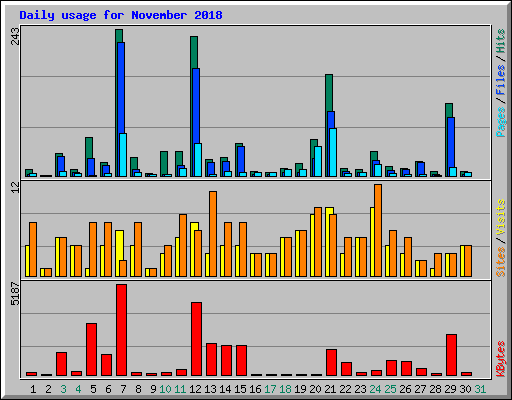 Daily usage for November 2018
243
Pages / Files / Hits
12
Sites / Visits
5187
KBytes
1 2 3 4 5 6 7 8 9 10 11 12 13 14 15 16 17 18 19 20 21 22 23 24 25 26 27 28 29 30 31